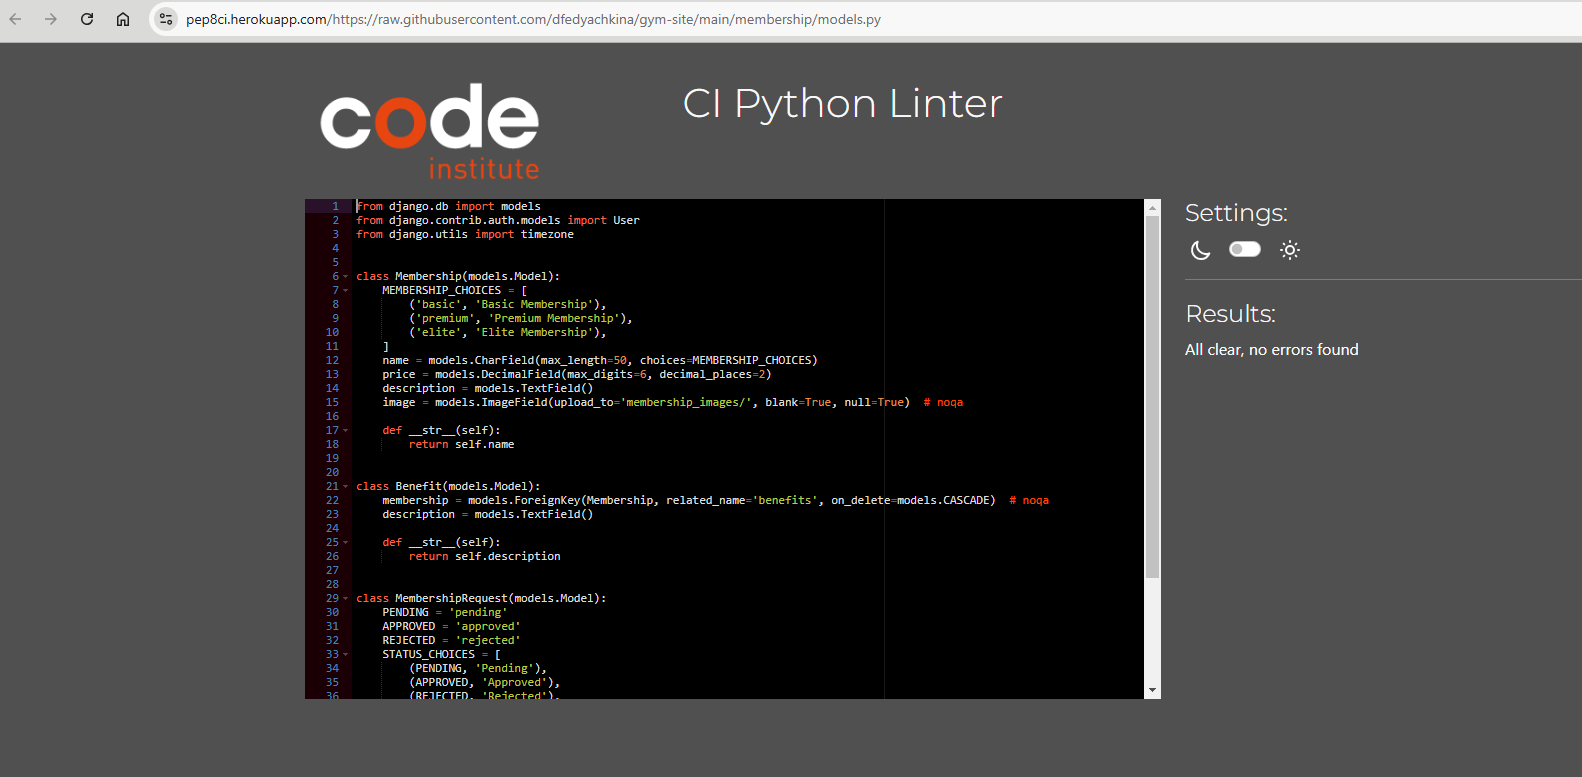 pep8ci.herokuapp.com/https://raw.githubusercontent.com/dfedyachkina/gym-site/main/membership/models.py
code
institute
CI Python Linter
1 from django.db import models
2 from django.contrib.auth.models import User
3 from django.utils import timezone
4
5
6 class Membership(models.Model):
7     MEMBERSHIP_CHOICES = [
8         ('basic', 'Basic Membership'),
9         ('premium', 'Premium Membership'),
10         ('elite', 'Elite Membership'),
11     ]
12     name = models.CharField(max_length=50, choices=MEMBERSHIP_CHOICES)
13     price = models.DecimalField(max_digits=6, decimal_places=2)
14     description = models.TextField()
15     image = models.ImageField(upload_to='membership_images/', blank=True, null=True)  # noqa
16
17     def __str__(self):
18         return self.name
19
20
21 class Benefit(models.Model):
22     membership = models.ForeignKey(Membership, related_name='benefits', on_delete=models.CASCADE)  # noqa
23     description = models.TextField()
24
25     def __str__(self):
26         return self.description
27
28
29 class MembershipRequest(models.Model):
30     PENDING = 'pending'
31     APPROVED = 'approved'
32     REJECTED = 'rejected'
33     STATUS_CHOICES = [
34         (PENDING, 'Pending'),
35         (APPROVED, 'Approved'),
36         (REJECTED, 'Rejected'),
Settings:
Results:
All clear, no errors found